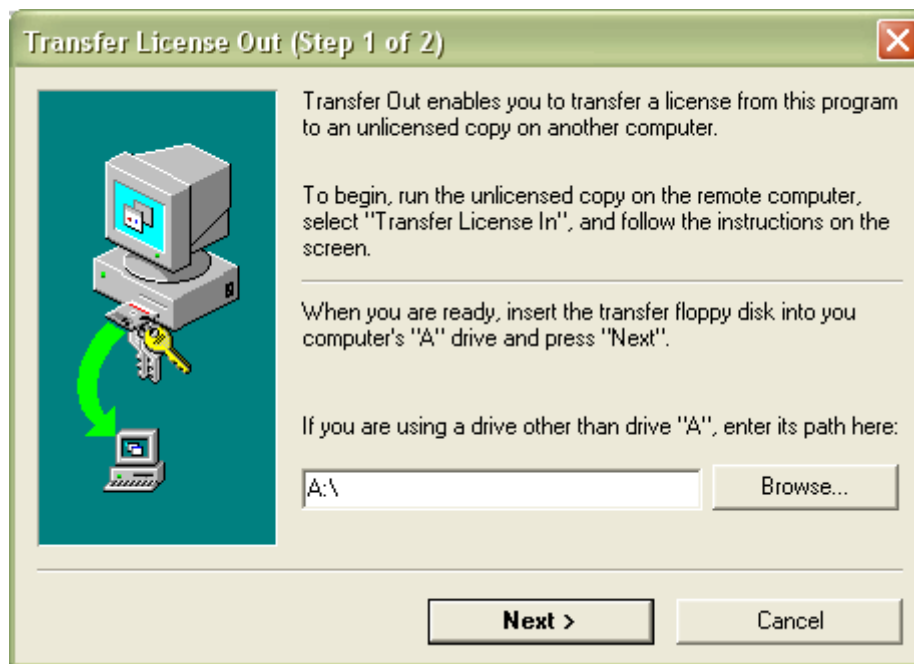 Transfer License Out (Step 1 of 2)
Transfer Out enables you to transfer a license from this program
to an unlicensed copy on another computer.
To begin, run the unlicensed copy on the remote computer,
select "Transfer License In", and follow the instructions on the
screen.
When you are ready, insert the transfer floppy disk into you
computer's "A" drive and press "Next".
If you are using a drive other than drive "A", enter its path here:
A:\
Browse...
Next >
Cancel